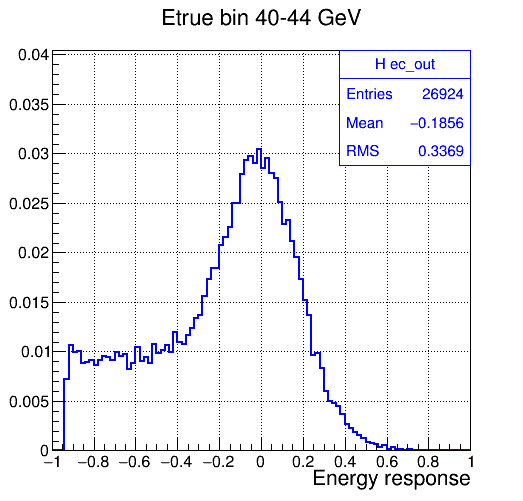 Etrue bin 40-44 GeV
H ec_out
Entries 26924
Mean −0.1856
RMS 0.3369
0.04
0.035
0.03
0.025
0.02
0.015
0.01
0.005
0
−1 −0.8 −0.6 −0.4 −0.2 0 0.2 0.4 0.6 0.8 1
Energy response